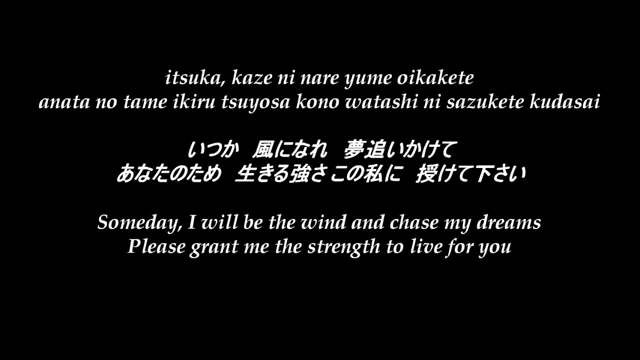 itsuka, kaze ni nare yume oikakete
anata no tame ikiru tsuyosa kono watashi ni sazukete kudasai
いつか　風になれ　夢追いかけて
あなたのため　生きる強さ この私に　授けて下さい
Someday, I will be the wind and chase my dreams
Please grant me the strength to live for you